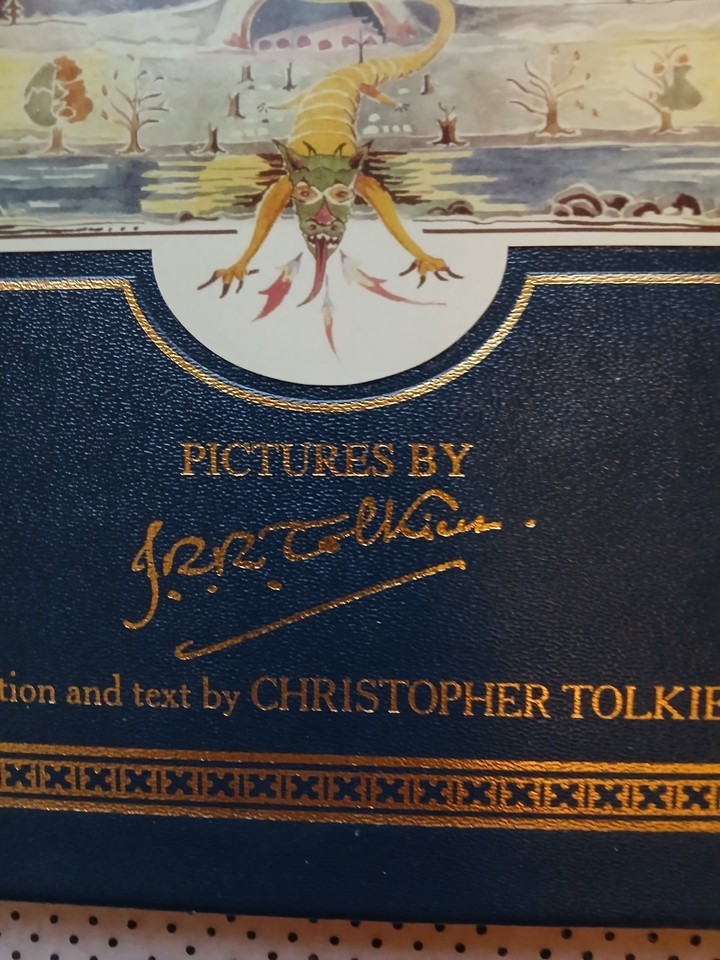 PICTURES BY
J.R.R. Tolkien.
tion and text by CHRISTOPHER TOLKIE